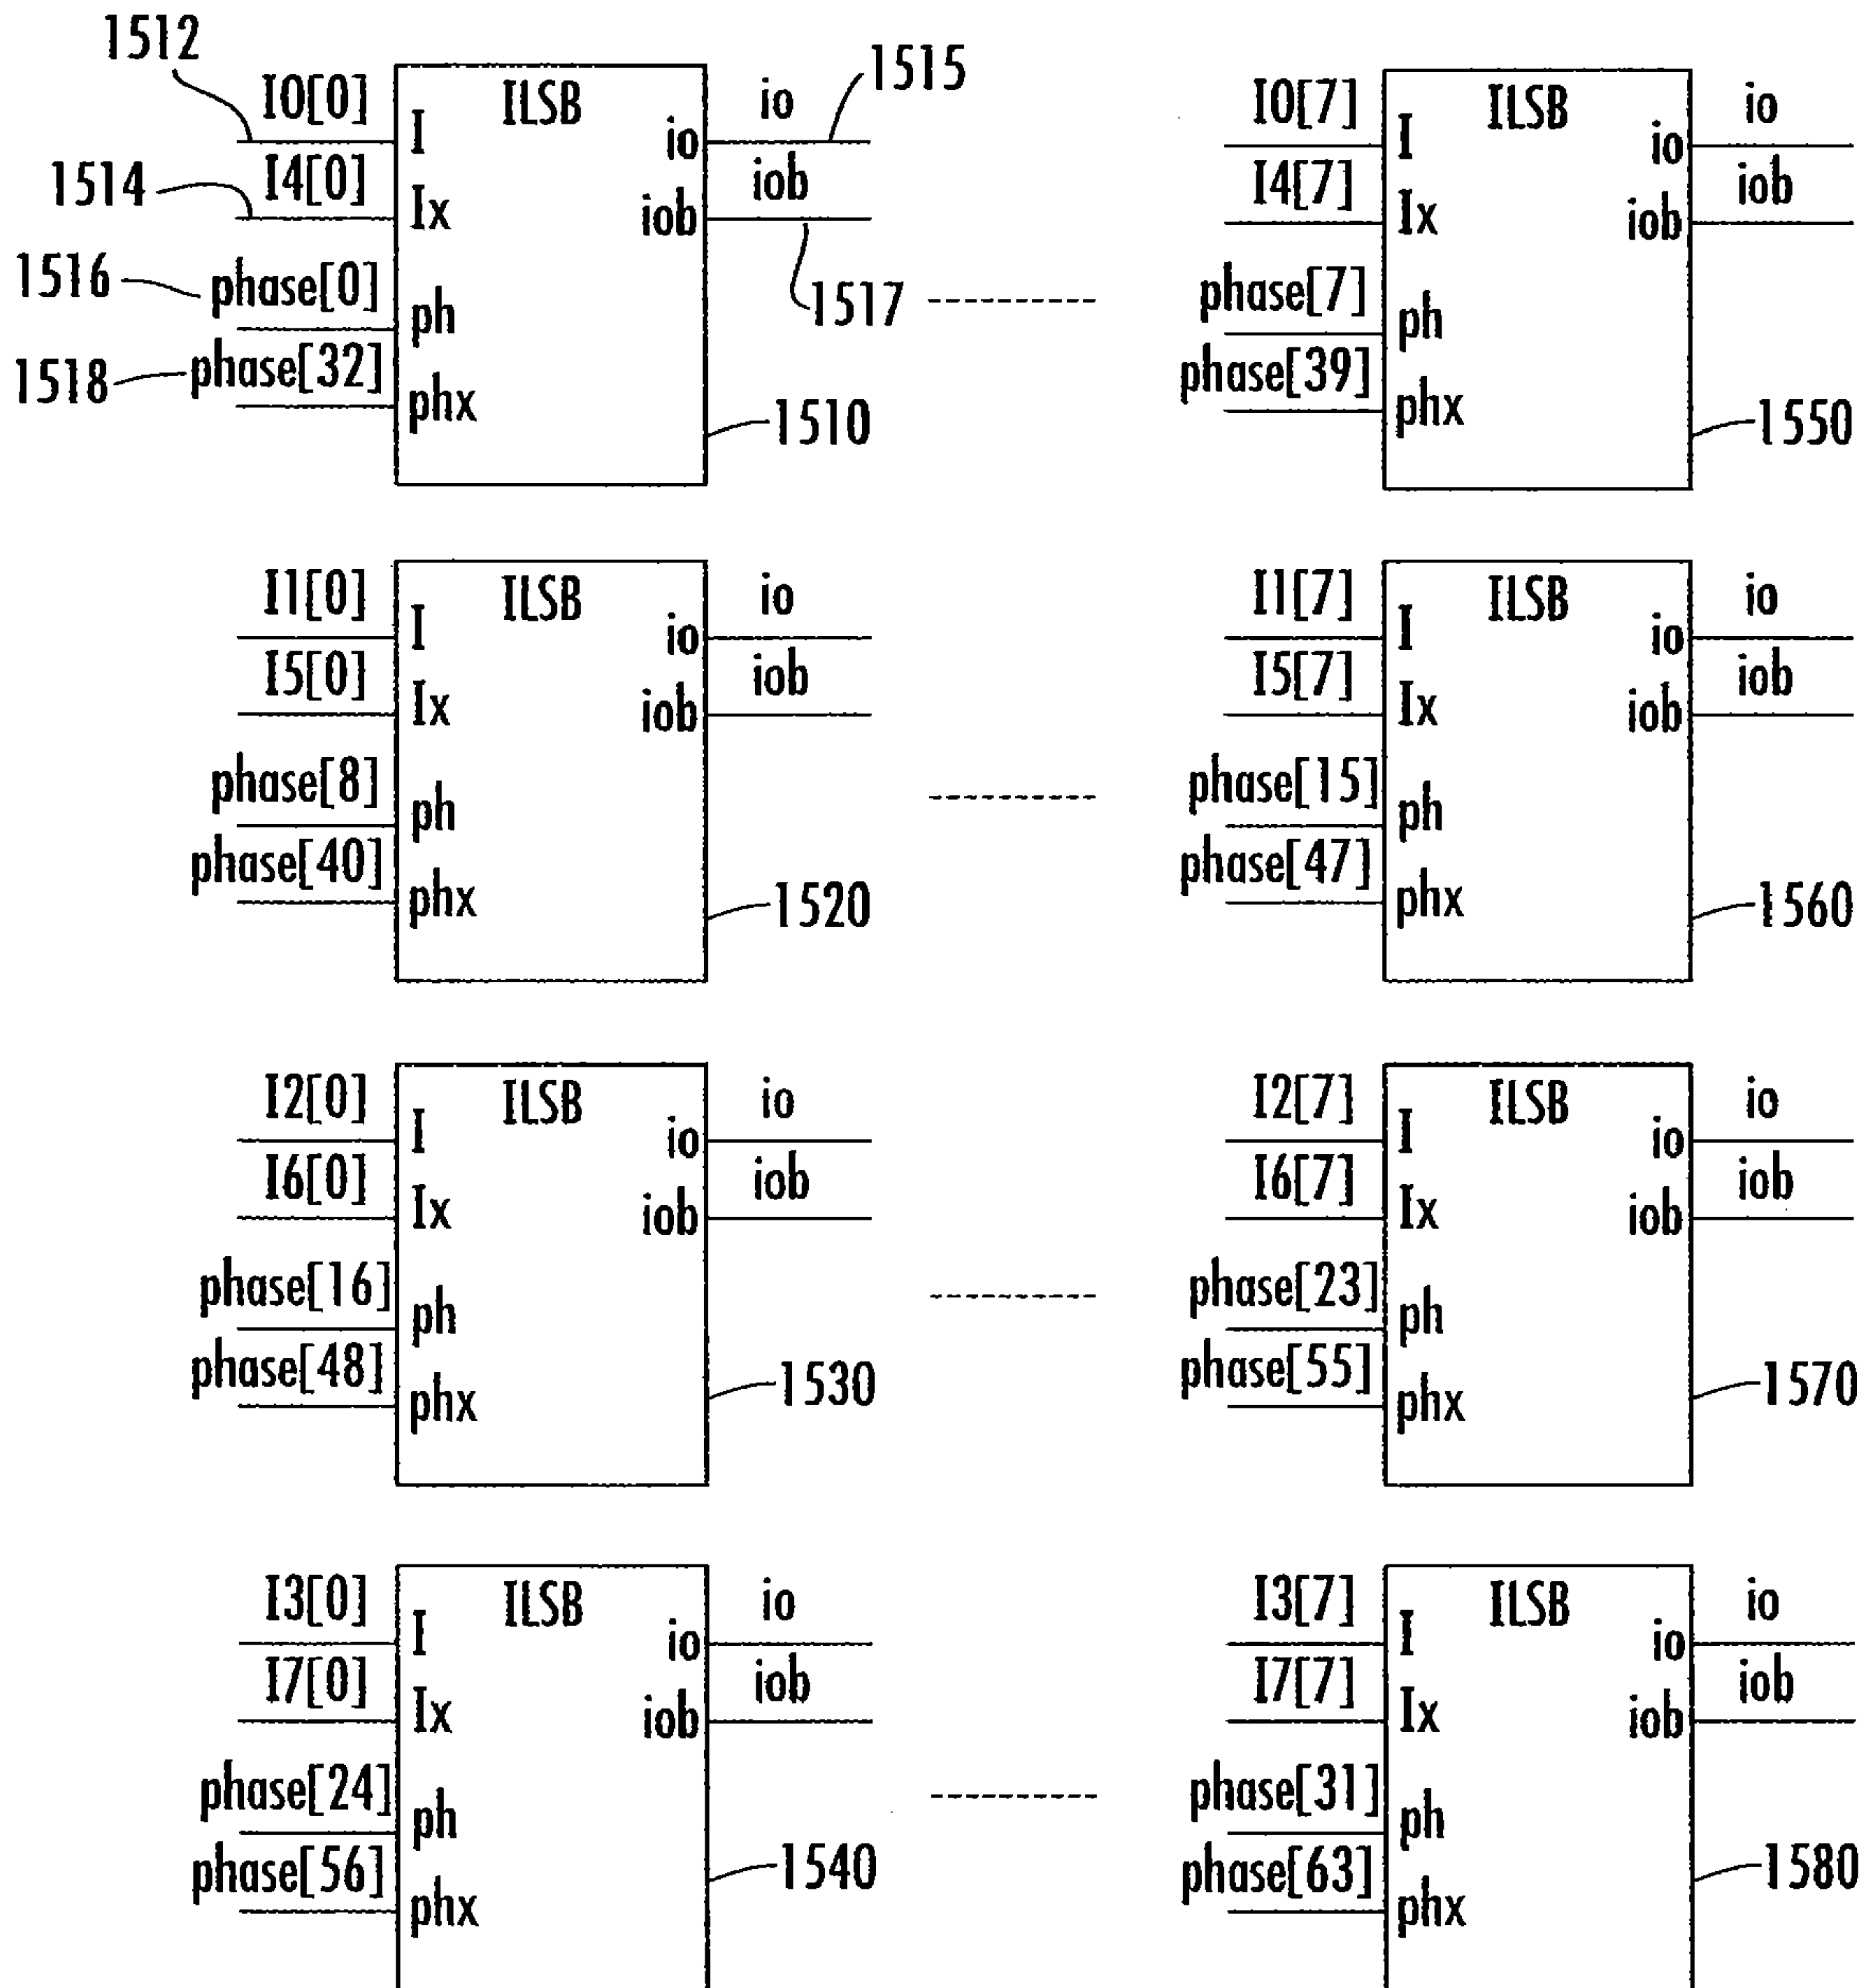 1512
I0[0]
ILSB
io
1515
I
io
1514
I4[0]
iob
Ix
iob
1516
phase[0]
ph
1517
1518
phase[32]
phx
1510
I0[7]
ILSB
io
I
io
I4[7]
iob
Ix
iob
phase[7]
ph
phase[39]
phx
1550
I1[0]
ILSB
io
I
io
I5[0]
iob
Ix
iob
phase[8]
ph
phase[40]
phx
1520
I1[7]
ILSB
io
I
io
I5[7]
iob
Ix
iob
phase[15]
ph
phase[47]
phx
1560
I2[0]
ILSB
io
I
io
I6[0]
iob
Ix
iob
phase[16]
ph
phase[48]
phx
1530
I2[7]
ILSB
io
I
io
I6[7]
iob
Ix
iob
phase[23]
ph
phase[55]
phx
1570
I3[0]
ILSB
io
I
io
I7[0]
iob
Ix
iob
phase[24]
ph
phase[56]
phx
1540
I3[7]
ILSB
io
I
io
I7[7]
iob
Ix
iob
phase[31]
ph
phase[63]
phx
1580